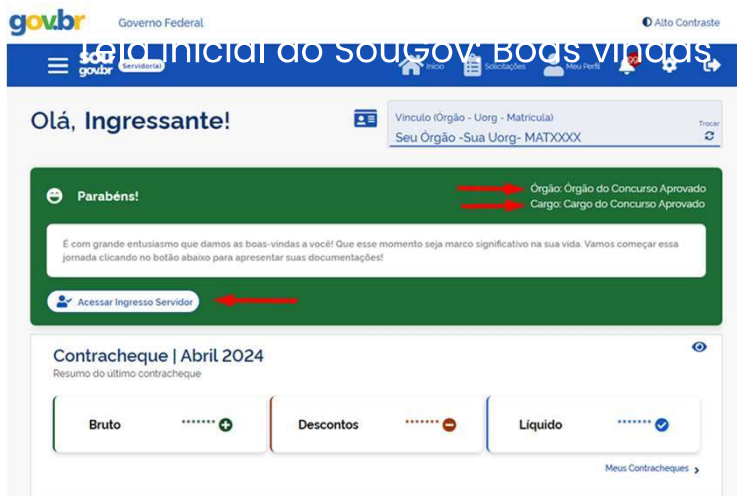 gov.br
Governo Federal
Alto Contraste
Tela inicial do SouGov: Boas vindas
sou
gov.br
Servidor(a)
Início
Solicitações
Meu Perfil
Olá, Ingressante!
Vínculo (Órgão - Uorg - Matrícula)
Seu Órgão -Sua Uorg- MATXXXX
Trocar
Parabéns!
Órgão: Órgão do Concurso Aprovado
Cargo: Cargo do Concurso Aprovado
É com grande entusiasmo que damos as boas-vindas a você! Que esse momento seja marco significativo na sua vida. Vamos começar essa
jornada clicando no botão abaixo para apresentar suas documentações!
Acessar Ingresso Servidor
Contracheque | Abril 2024
Resumo do último contracheque
Bruto *******
Descontos *******
Líquido *******
Meus Contracheques